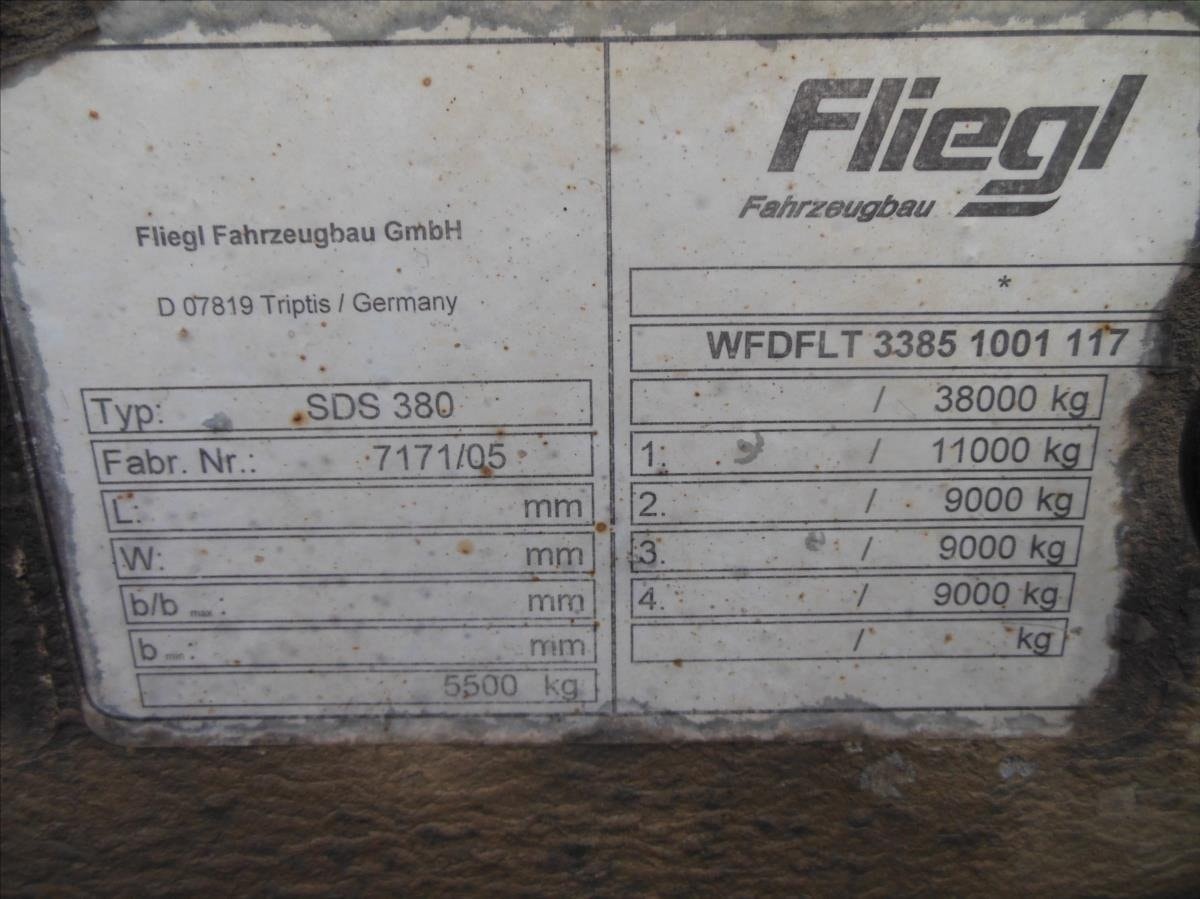 Fliegl Fahrzeugbau GmbH
D 07819 Triptis / Germany
Typ: SDS 380
Fabr. Nr.: 7171/05
L: mm
W: mm
b/b max : mm
b min : mm
5500 kg
Fliegl
Fahrzeugbau
*
WFDFLT 3385 1001 117
/ 38000 kg
1. / 11000 kg
2. / 9000 kg
3. / 9000 kg
4. / 9000 kg
/ kg